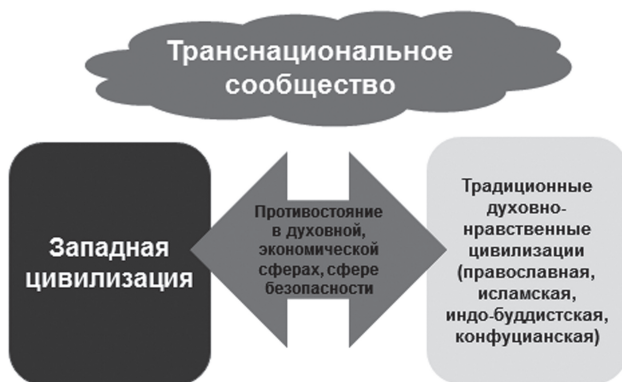 Транснациональное
сообщество
Западная
цивилизация
Противостояние
в духовной,
экономической
сферах, сфере
безопасности
Традиционные
духовно-
нравственные
цивилизации
(православная,
исламская,
индо-буддистская,
конфуцианская)